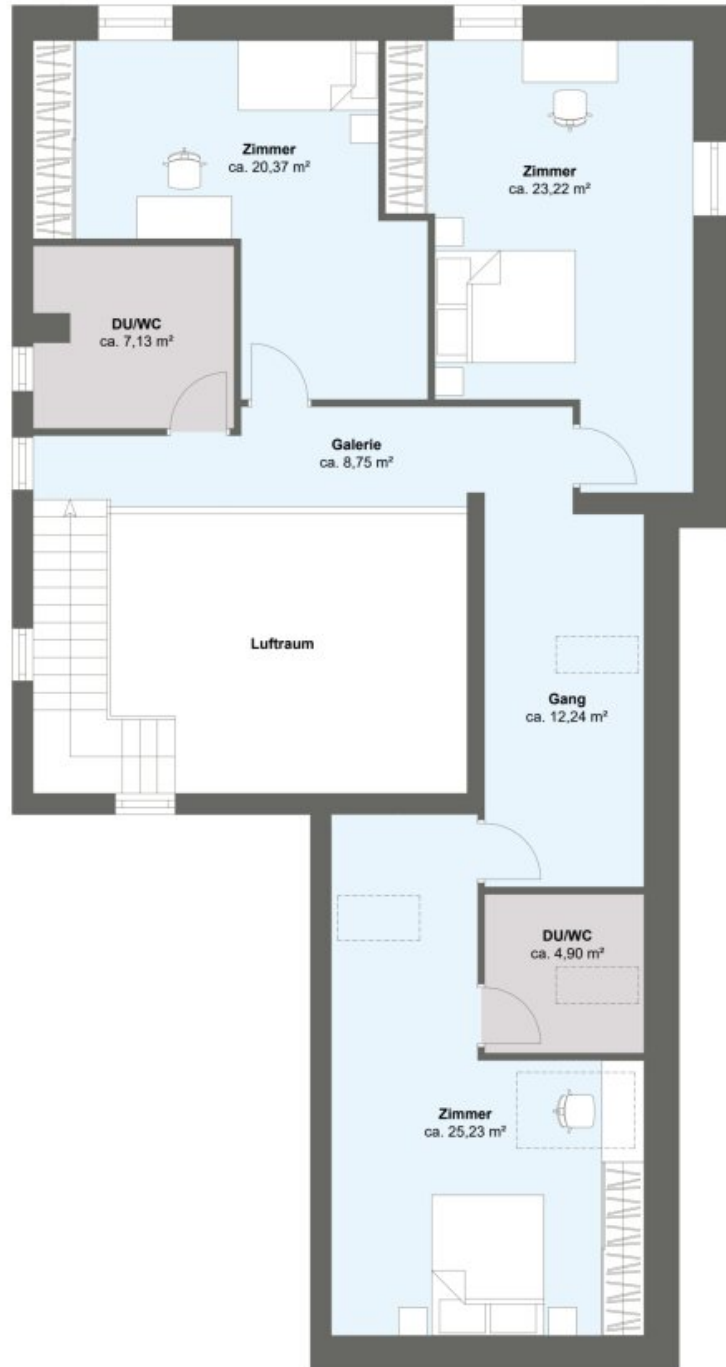 Zimmer
ca. 20,37 m²
Zimmer
ca. 23,22 m²
DU/WC
ca. 7,13 m²
Galerie
ca. 8,75 m²
Luftraum
Gang
ca. 12,24 m²
DU/WC
ca. 4,90 m²
Zimmer
ca. 25,23 m²